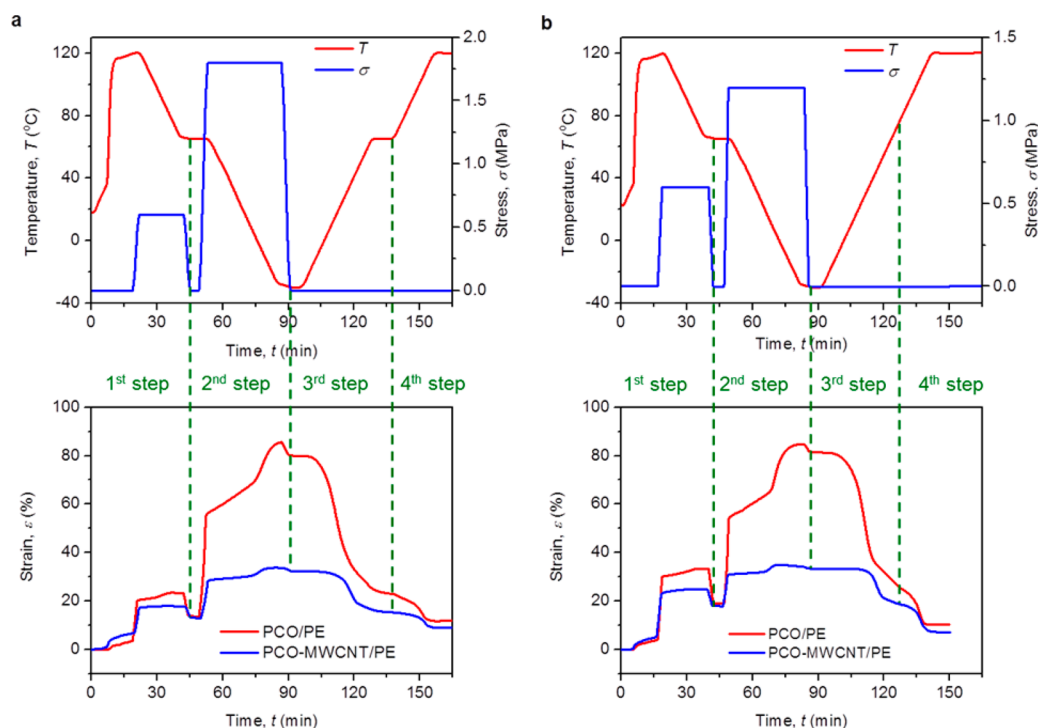 a
120
80
40
0
-40
Temperature, T (°C)
T
σ
2.0
1.5
1.0
0.5
0.0
Stress, σ (MPa)
0 30 60 90 120 150
Time, t (min)
1st step 2nd step 3rd step 4th step
100
80
60
40
20
0
Strain, ε (%)
PCO/PE
PCO-MWCNT/PE
0 30 60 90 120 150
Time, t (min)
b
120
80
40
0
-40
Temperature, T (°C)
T
σ
1.5
1.0
0.5
0.0
Stress, σ (MPa)
0 30 60 90 120 150
Time, t (min)
1st step 2nd step 3rd step 4th step
100
80
60
40
20
0
Strain, ε (%)
PCO/PE
PCO-MWCNT/PE
0 30 60 90 120 150
Time, t (min)